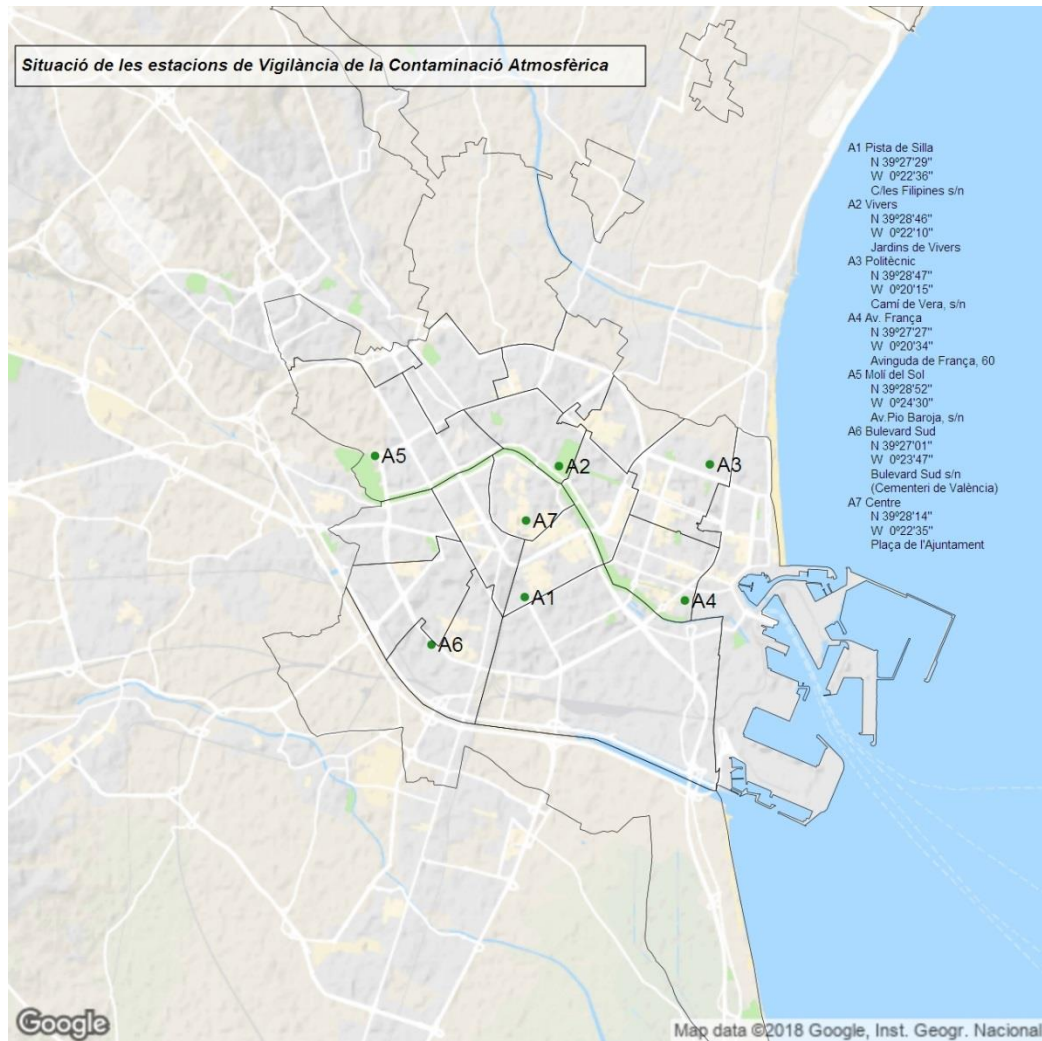 Situació de les estacions de Vigilància de la Contaminació Atmosfèrica
A1 Pista de Silla
N 39º27'29"
W 0º22'36"
C/les Filipines s/n
A2 Vivers
N 39º28'46"
W 0º22'10"
Jardins de Vivers
A3 Politècnic
N 39º28'47"
W 0º20'15"
Camí de Vera, s/n
A4 Av. França
N 39º27'27"
W 0º20'34"
Avinguda de França, 60
A5 Molí del Sol
N 39º28'52"
W 0º24'30"
Av.Pio Baroja, s/n
A6 Bulevard Sud
N 39º27'01"
W 0º23'47"
Bulevard Sud s/n
(Cementeri de València)
A7 Centre
N 39º28'14"
W 0º22'35"
Plaça de l'Ajuntament
A5
A2
A3
A7
A1
A4
A6
Google
Map data ©2018 Google, Inst. Geogr. Nacional